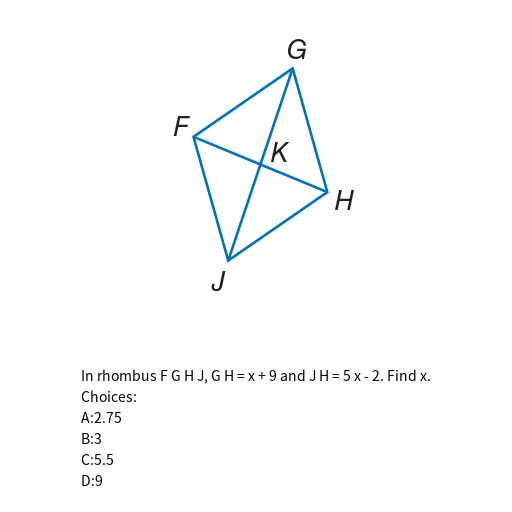 G
F
K
H
J
In rhombus F G H J, G H = x + 9 and J H = 5 x - 2. Find x.
Choices:
A:2.75
B:3
C:5.5
D:9